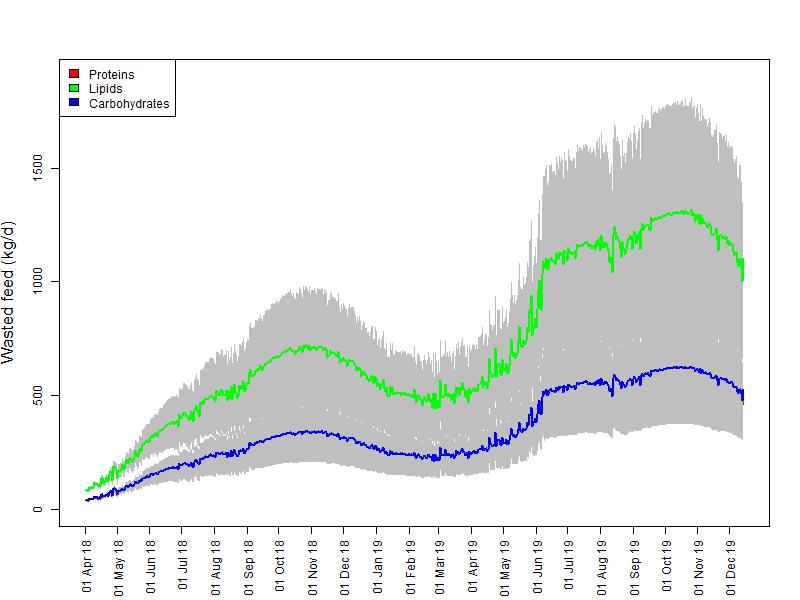 Proteins
Lipids
Carbohydrates
Wasted feed (kg/d)
1500
1000
500
0
01 Apr 18
01 May 18
01 Jun 18
01 Jul 18
01 Aug 18
01 Sep 18
01 Oct 18
01 Nov 18
01 Dec 18
01 Jan 19
01 Feb 19
01 Mar 19
01 Apr 19
01 May 19
01 Jun 19
01 Jul 19
01 Aug 19
01 Sep 19
01 Oct 19
01 Nov 19
01 Dec 19